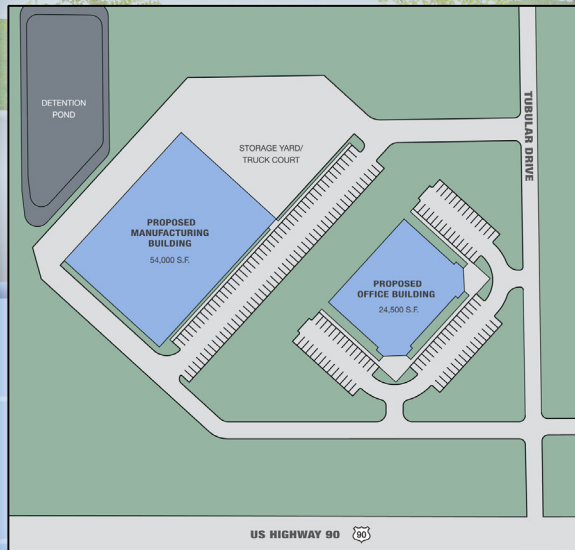 DETENTION
POND
STORAGE YARD/
TRUCK COURT
TUBULAR DRIVE
PROPOSED
MANUFACTURING
BUILDING
54,000 S.F.
PROPOSED
OFFICE BUILDING
24,500 S.F.
US HIGHWAY 90 90